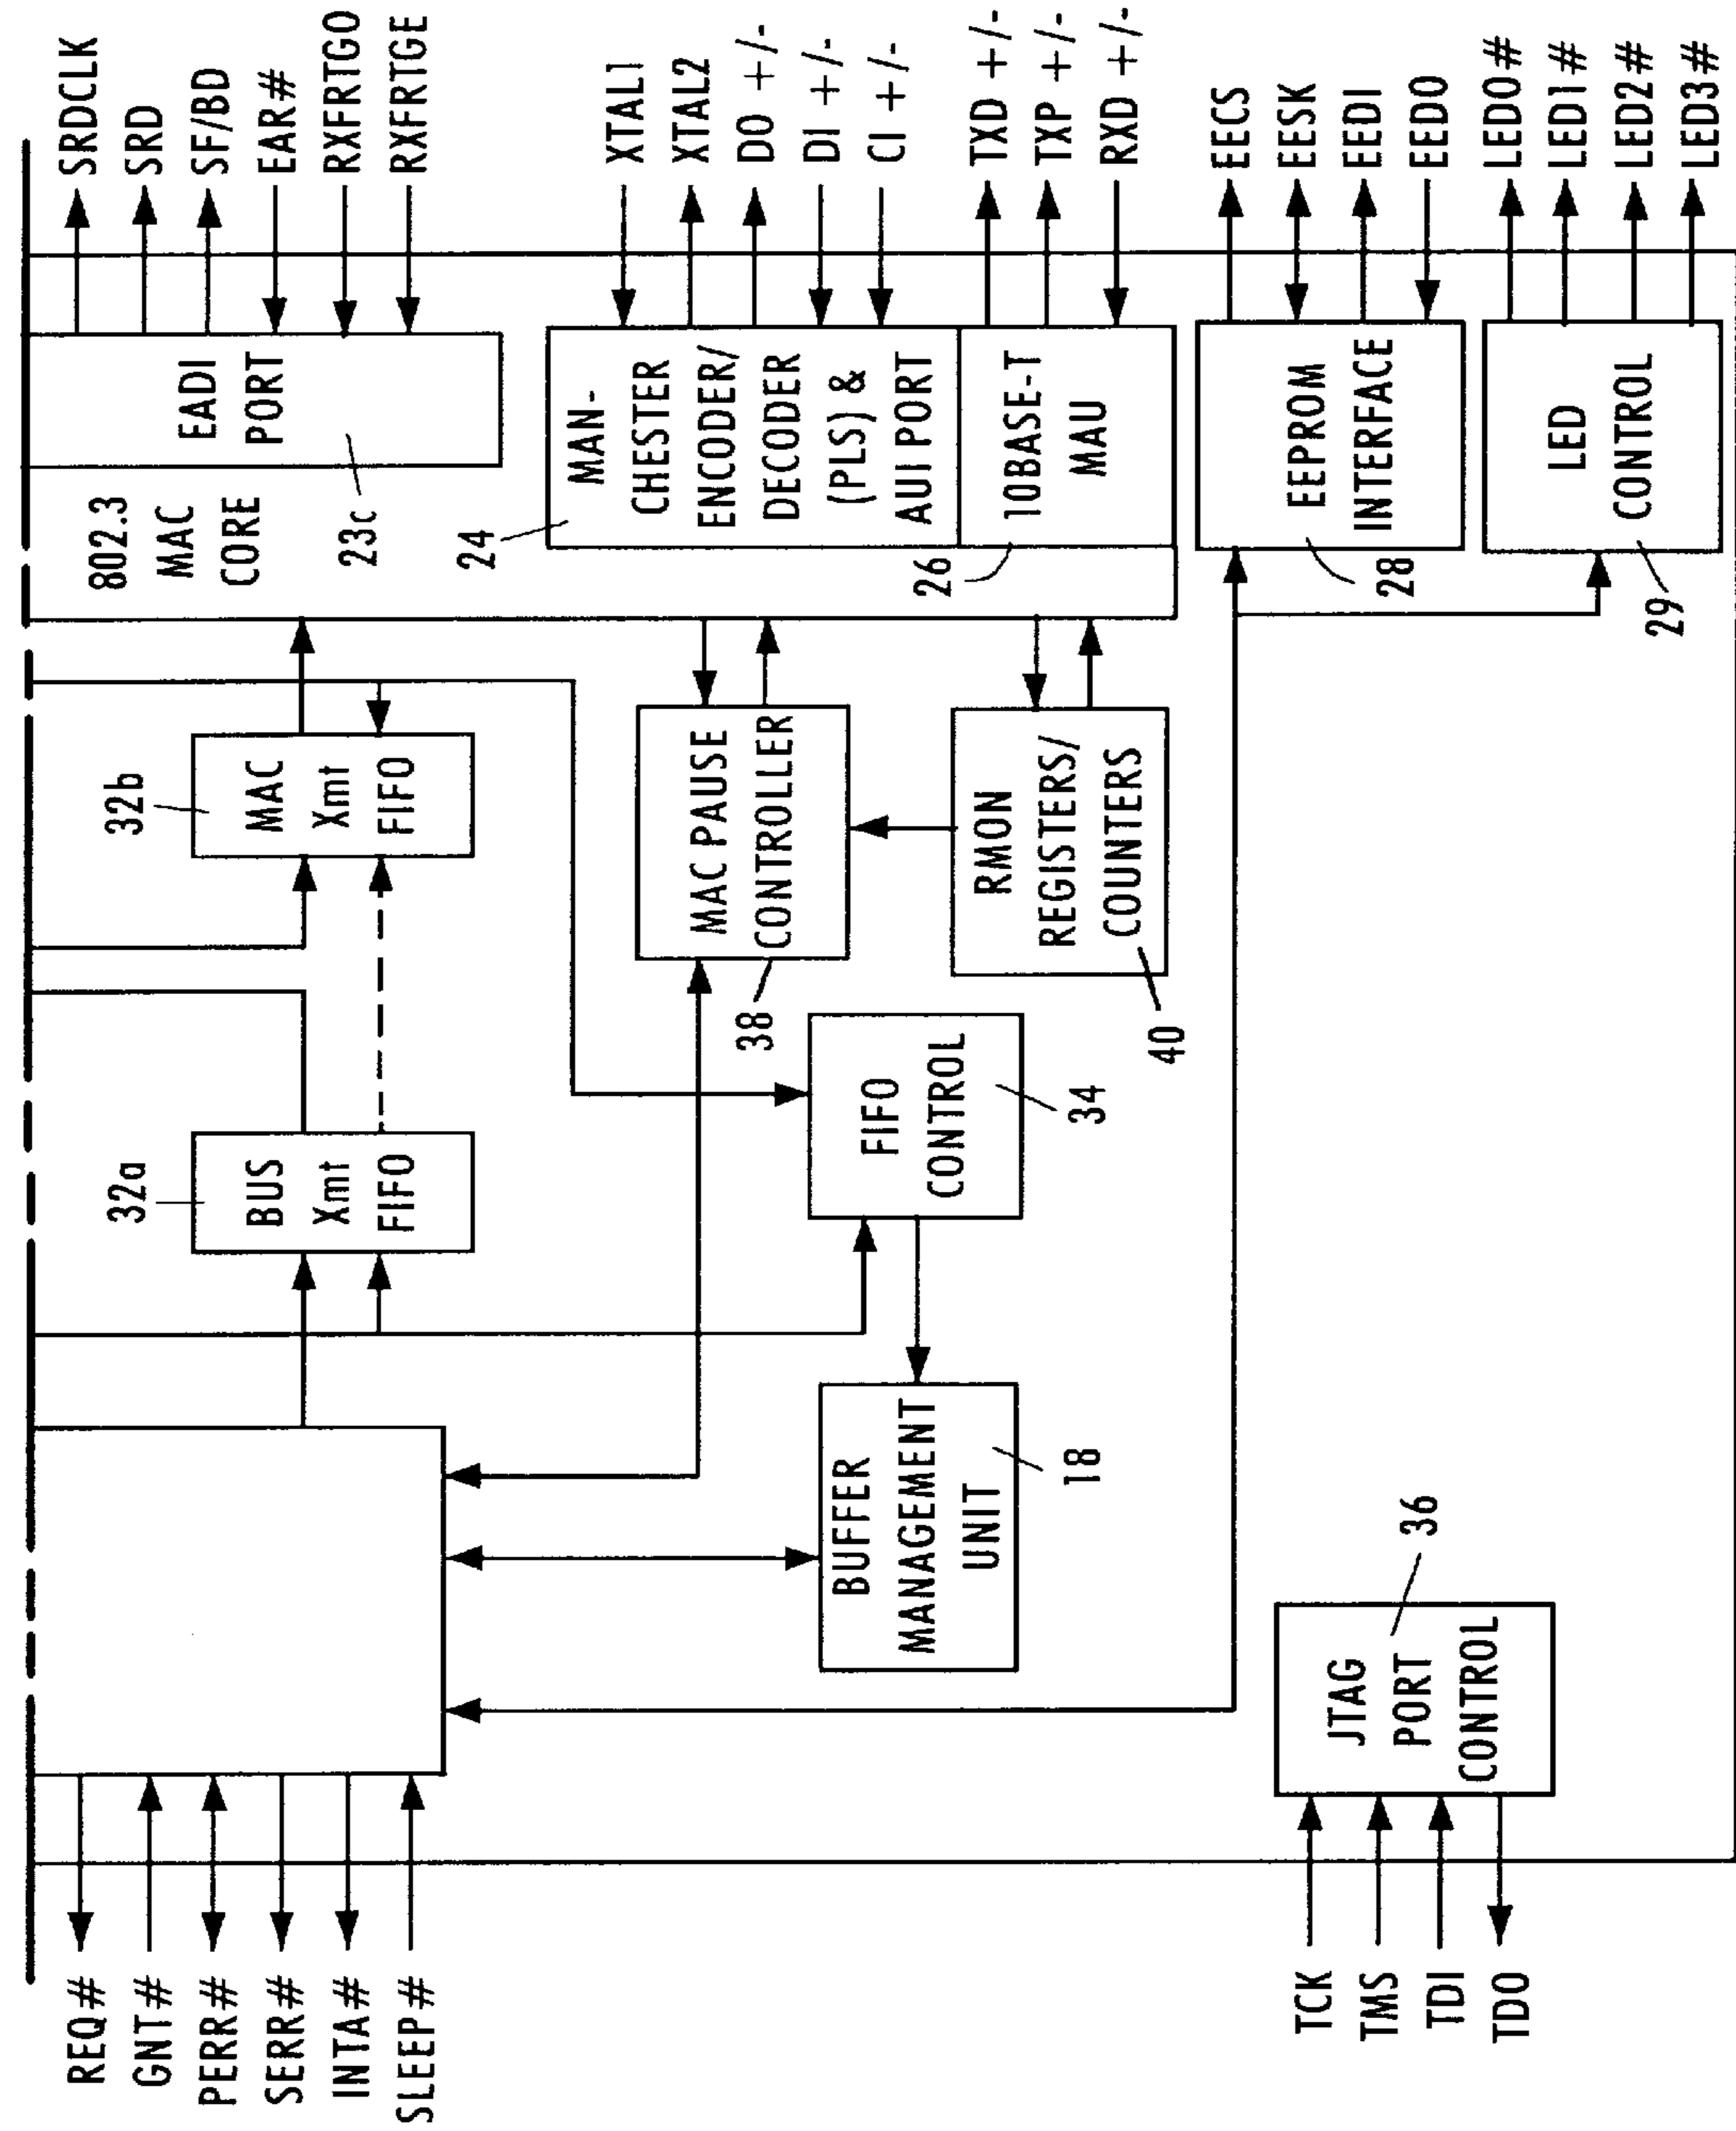 REQ#
GNT#
PERR#
SERR#
INTA#
SLEEP#
TCK
TMS
TDI
TDO
JTAG
PORT
CONTROL
36
BUFFER
MANAGEMENT
UNIT
18
32a
BUS
Xmt
FIFO
FIFO
CONTROL
34
32b
MAC
Xmt
FIFO
MAC PAUSE
CONTROLLER
38
RMON
REGISTERS/
COUNTERS
40
802.3
MAC
CORE
EADI
PORT
23c
24
MAN-
CHESTER
ENCODER/
DECODER
(PLS) &
AUI PORT
26
10BASE-T
MAU
EEPROM
INTERFACE
28
LED
CONTROL
29
SRDCLK
SRD
SF/BD
EAR#
RXFRTGO
RXFRTGE
XTAL1
XTAL2
DO +/-
DI +/-
CI +/-
TXD +/-
TXP +/-
RXD +/-
EECS
EESK
EEDI
EEDO
LED0#
LED1#
LED2#
LED3#